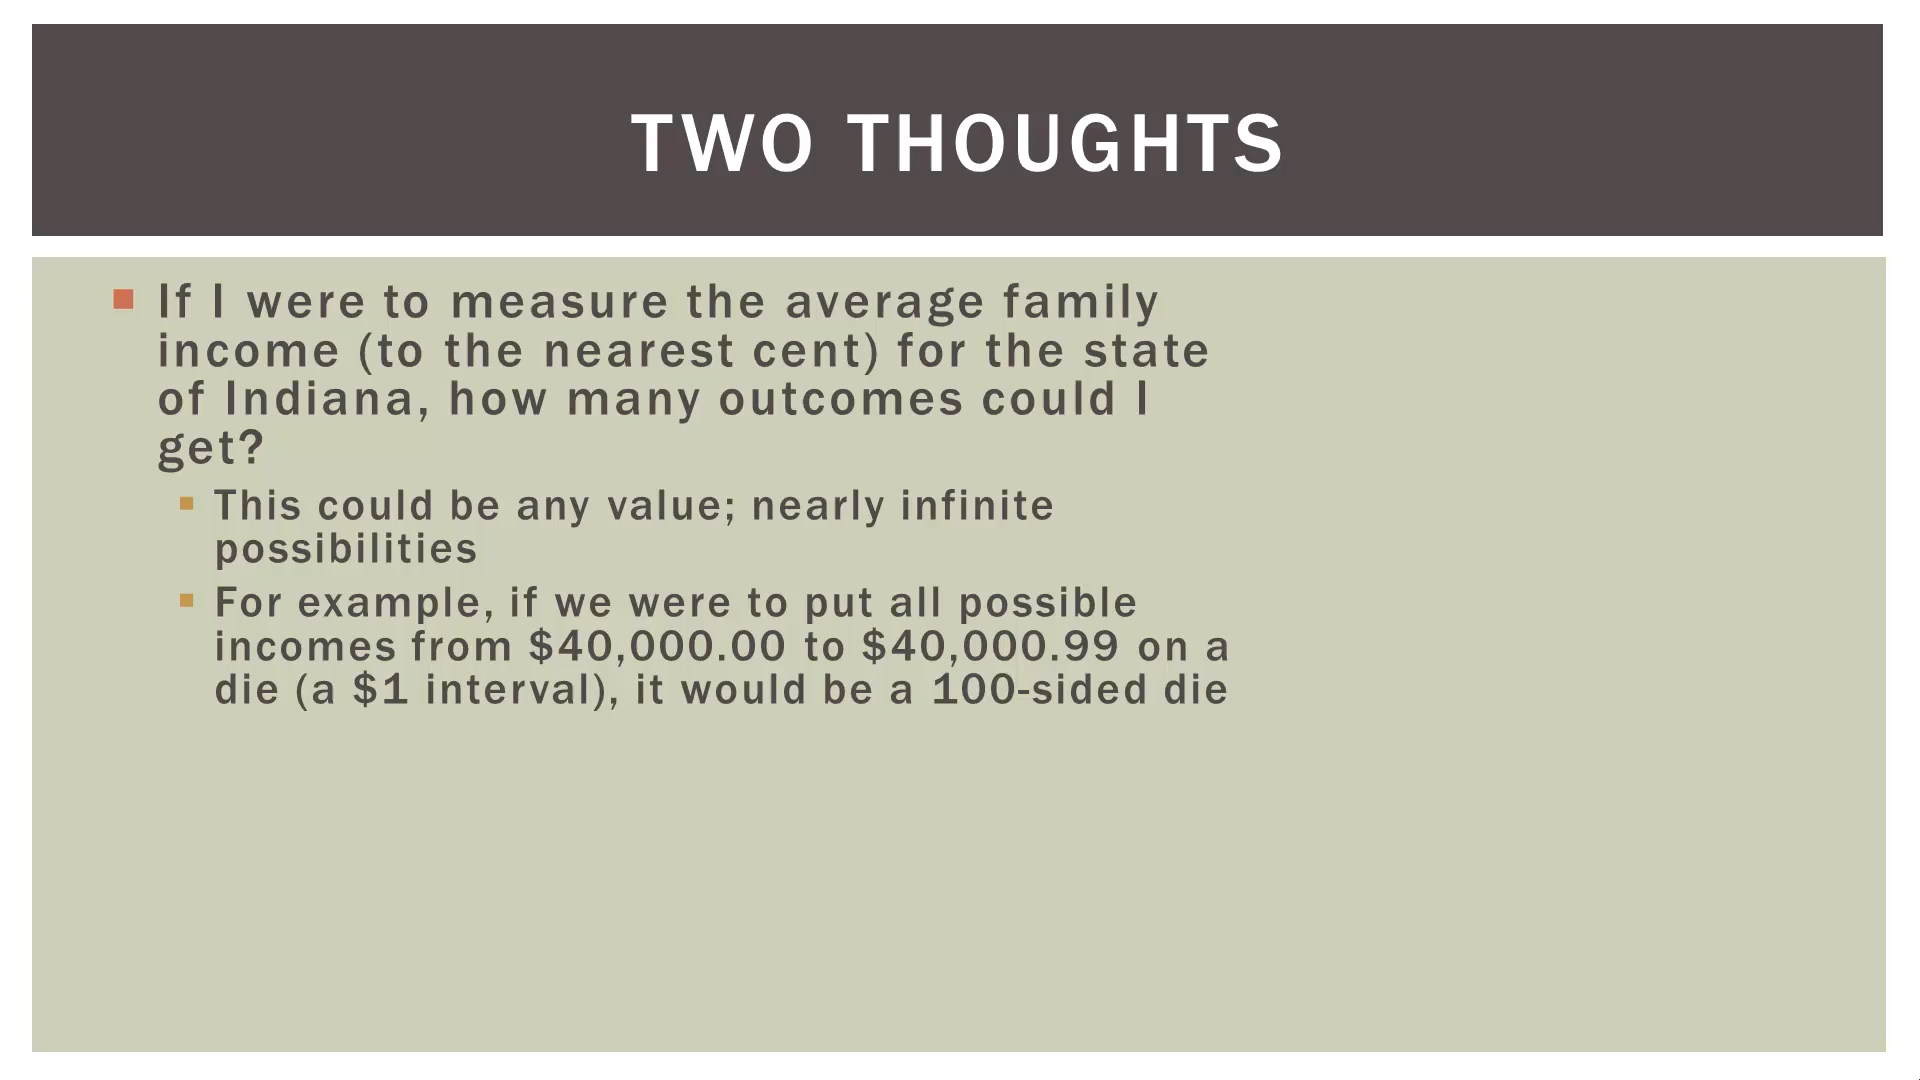 TWO THOUGHTS
If I were to measure the average family
income (to the nearest cent) for the state
of Indiana, how many outcomes could I
get?
This could be any value; nearly infinite
possibilities
For example, if we were to put all possible
incomes from $40,000.00 to $40,000.99 on a
die (a $1 interval), it would be a 100-sided die